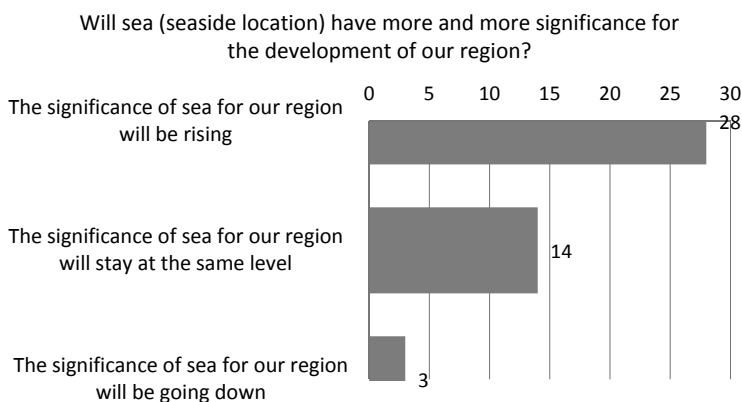 Will sea (seaside location) have more and more significance for
the development of our region?
0 5 10 15 20 25 30
The significance of sea for our region
will be rising
28
The significance of sea for our region
will stay at the same level
14
The significance of sea for our region
will be going down
3